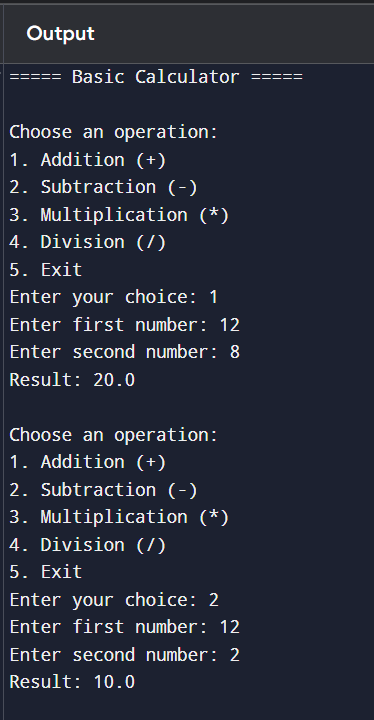 Output
===== Basic Calculator =====
Choose an operation:
1. Addition (+)
2. Subtraction (-)
3. Multiplication (*)
4. Division (/)
5. Exit
Enter your choice: 1
Enter first number: 12
Enter second number: 8
Result: 20.0
Choose an operation:
1. Addition (+)
2. Subtraction (-)
3. Multiplication (*)
4. Division (/)
5. Exit
Enter your choice: 2
Enter first number: 12
Enter second number: 2
Result: 10.0